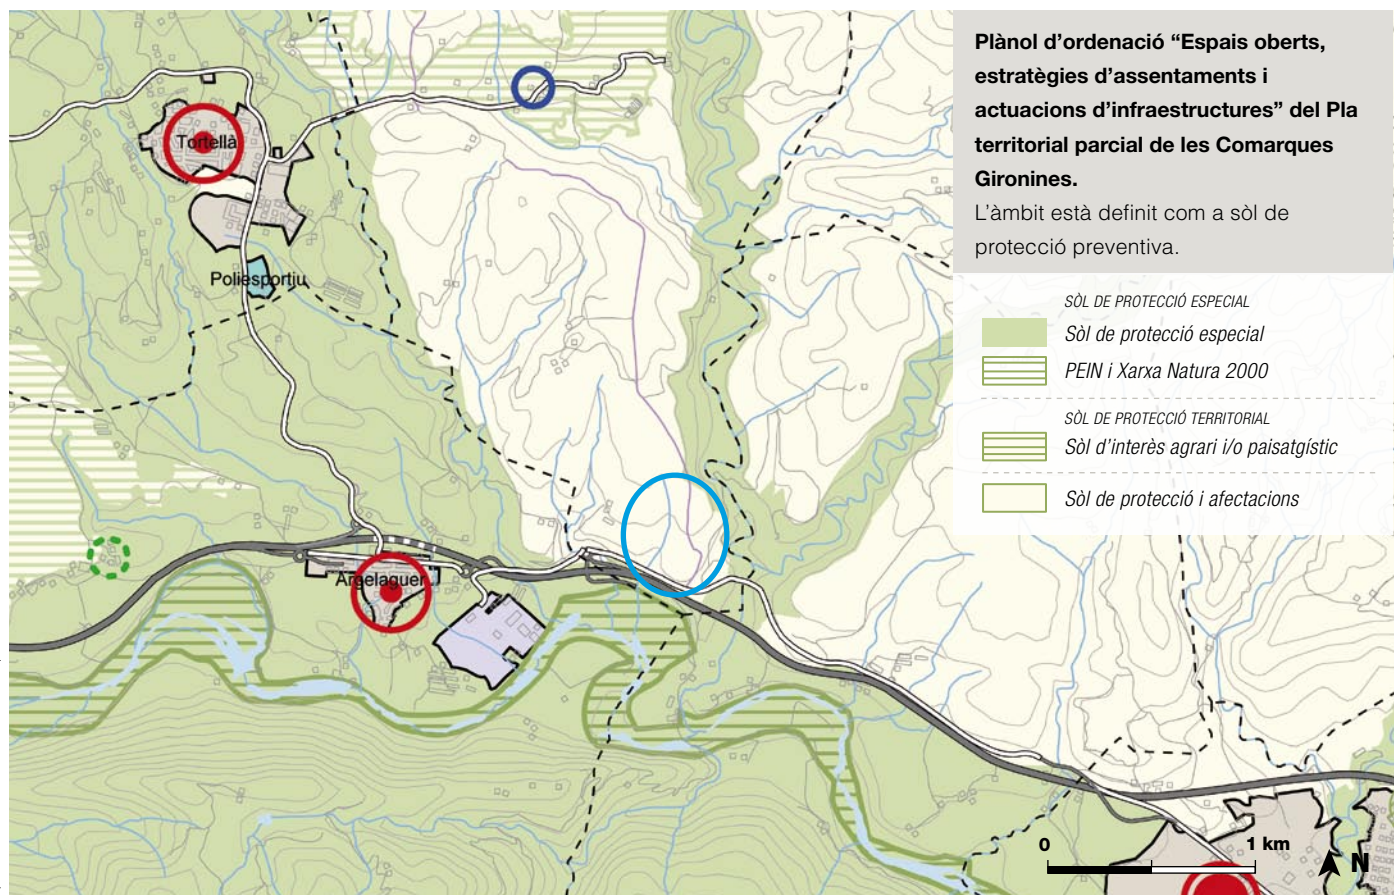 Plànol d’ordenació “Espais oberts,
estratègies d’assentaments i
actuacions d’infraestructures” del Pla
territorial parcial de les Comarques
Gironines.
L’àmbit està definit com a sòl de
protecció preventiva.
SÒL DE PROTECCIÓ ESPECIAL
Sòl de protecció especial
PEIN i Xarxa Natura 2000
SÒL DE PROTECCIÓ TERRITORIAL
Sòl d’interès agrari i/o paisatgístic
Sòl de protecció i afectacions
Tortellà
Poliesportiu
Argelaguer
0 1 km
N